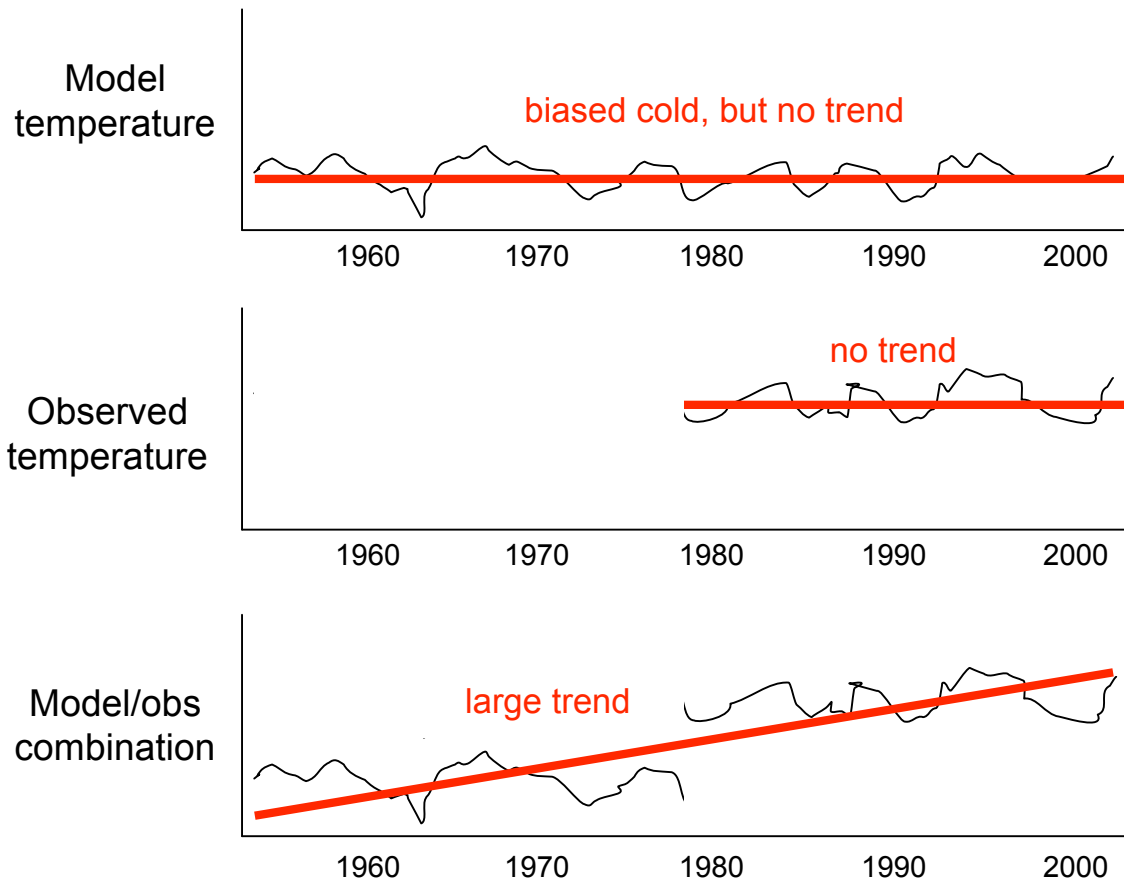 Model
temperature
biased cold, but no trend
1960 1970 1980 1990 2000
Observed
temperature
no trend
1960 1970 1980 1990 2000
Model/obs
combination
large trend
1960 1970 1980 1990 2000